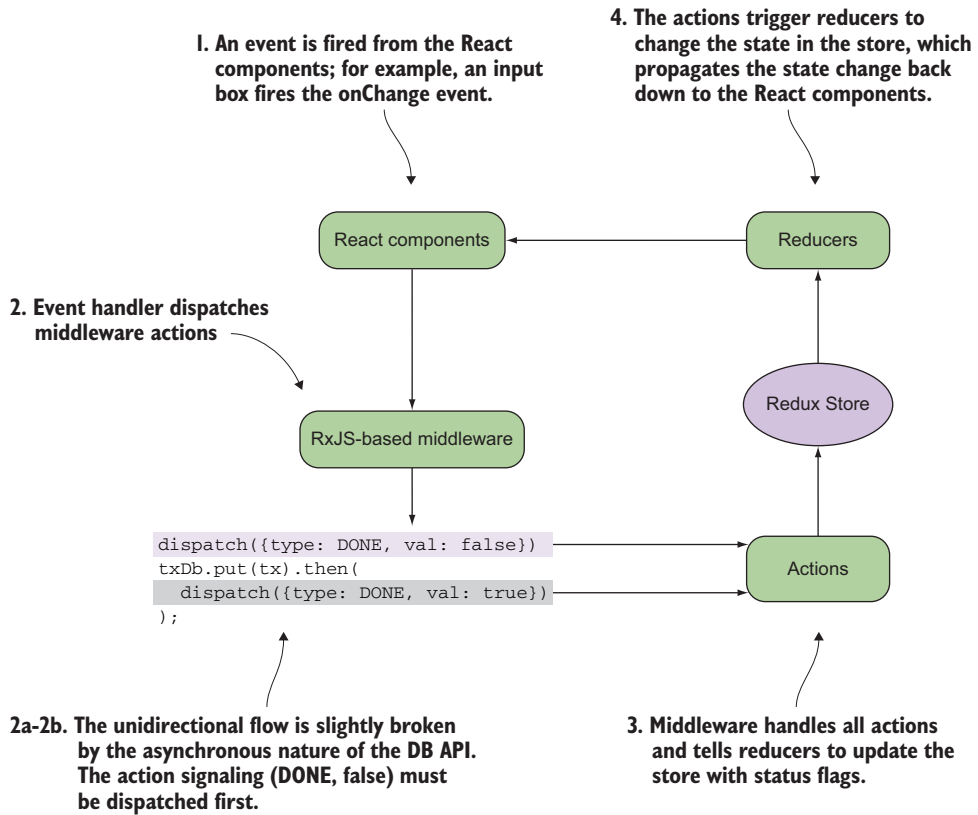 1. An event is fired from the React
components; for example, an input
box fires the onChange event.
4. The actions trigger reducers to
change the state in the store, which
propagates the state change back
down to the React components.
React components
Reducers
2. Event handler dispatches
middleware actions
Redux Store
RxJS-based middleware
dispatch({type: DONE, val: false})
txDb.put(tx).then(
  dispatch({type: DONE, val: true})
);
Actions
2a-2b. The unidirectional flow is slightly broken
by the asynchronous nature of the DB API.
The action signaling (DONE, false) must
be dispatched first.
3. Middleware handles all actions
and tells reducers to update the
store with status flags.